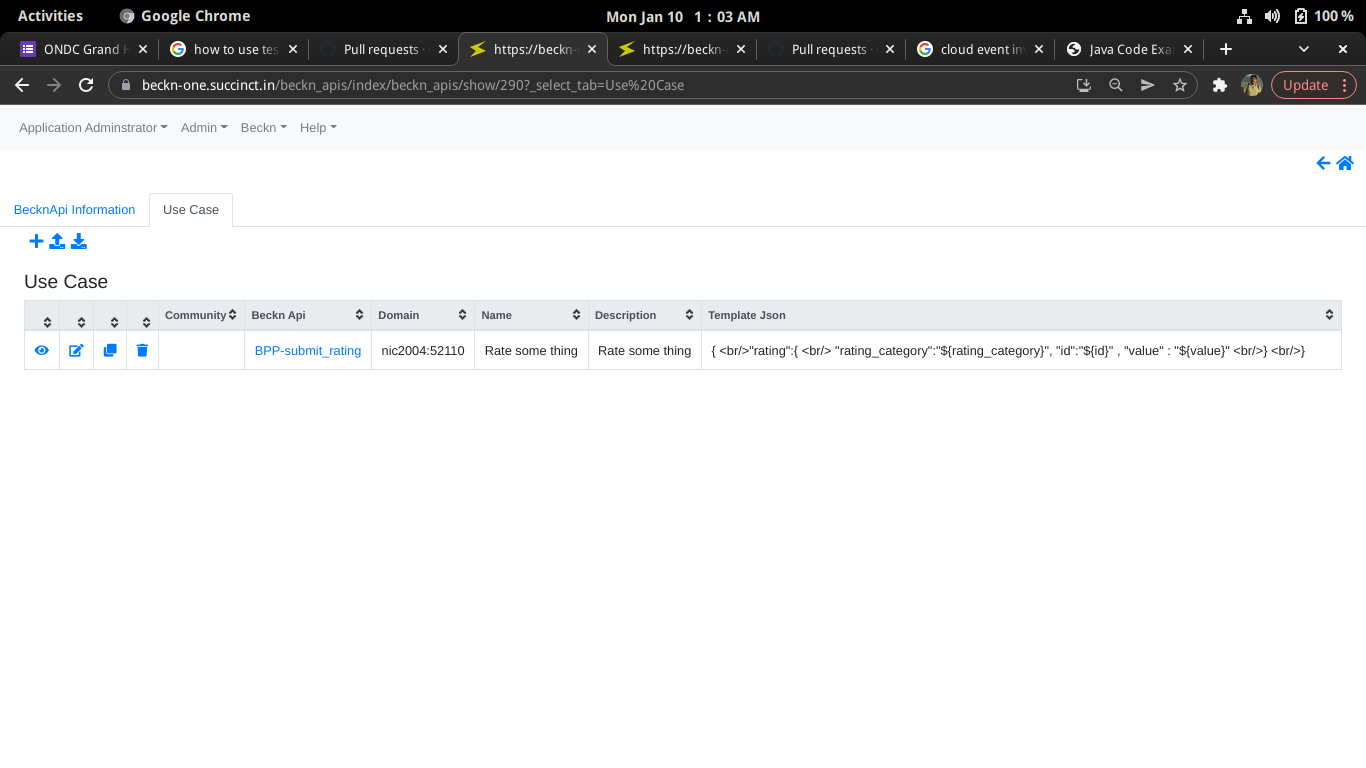 Activities Google Chrome Mon Jan 10 1 : 03 AM 100 %
ONDC Grand how to use tes Pull requests · https://beckn- https://beckn- Pull requests · cloud event in Java Code Exa
beckn-one.succinct.in/beckn_apis/index/beckn_apis/show/290?_select_tab=Use%20Case Update
Application Adminstrator Admin Beckn Help
BecknApi Information Use Case
Use Case
Community Beckn Api Domain Name Description Template Json
BPP-submit_rating nic2004:52110 Rate some thing Rate some thing { <br/>"rating":{ <br/> "rating_category":"${rating_category}", "id":"${id}" , "value" : "${value}" <br/>} <br/>}